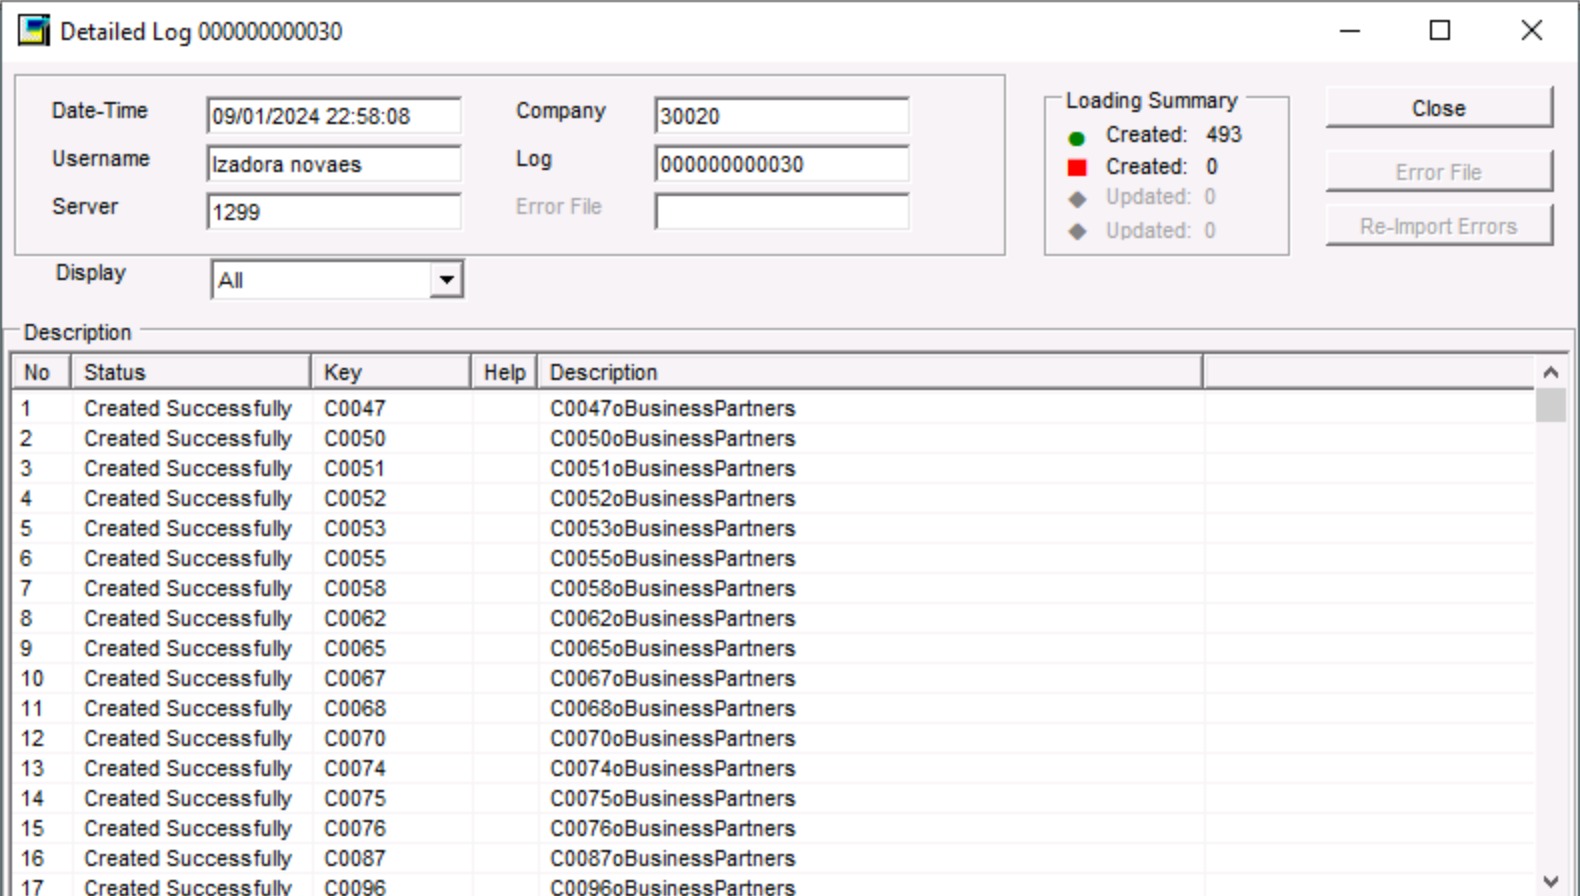 Detailed Log 000000000030
Date-Time 09/01/2024 22:58:08 Company 30020
Username Izadora novaes Log 000000000030
Server 1299 Error File
Display All
Loading Summary
Created: 493
Created: 0
Updated: 0
Updated: 0
Close
Error File
Re-Import Errors
Description
No Status Key Help Description
1 Created Successfully C0047 C0047oBusinessPartners
2 Created Successfully C0050 C0050oBusinessPartners
3 Created Successfully C0051 C0051oBusinessPartners
4 Created Successfully C0052 C0052oBusinessPartners
5 Created Successfully C0053 C0053oBusinessPartners
6 Created Successfully C0055 C0055oBusinessPartners
7 Created Successfully C0058 C0058oBusinessPartners
8 Created Successfully C0062 C0062oBusinessPartners
9 Created Successfully C0065 C0065oBusinessPartners
10 Created Successfully C0067 C0067oBusinessPartners
11 Created Successfully C0068 C0068oBusinessPartners
12 Created Successfully C0070 C0070oBusinessPartners
13 Created Successfully C0074 C0074oBusinessPartners
14 Created Successfully C0075 C0075oBusinessPartners
15 Created Successfully C0076 C0076oBusinessPartners
16 Created Successfully C0087 C0087oBusinessPartners
17 Created Successfully C0096 C0096oBusinessPartners